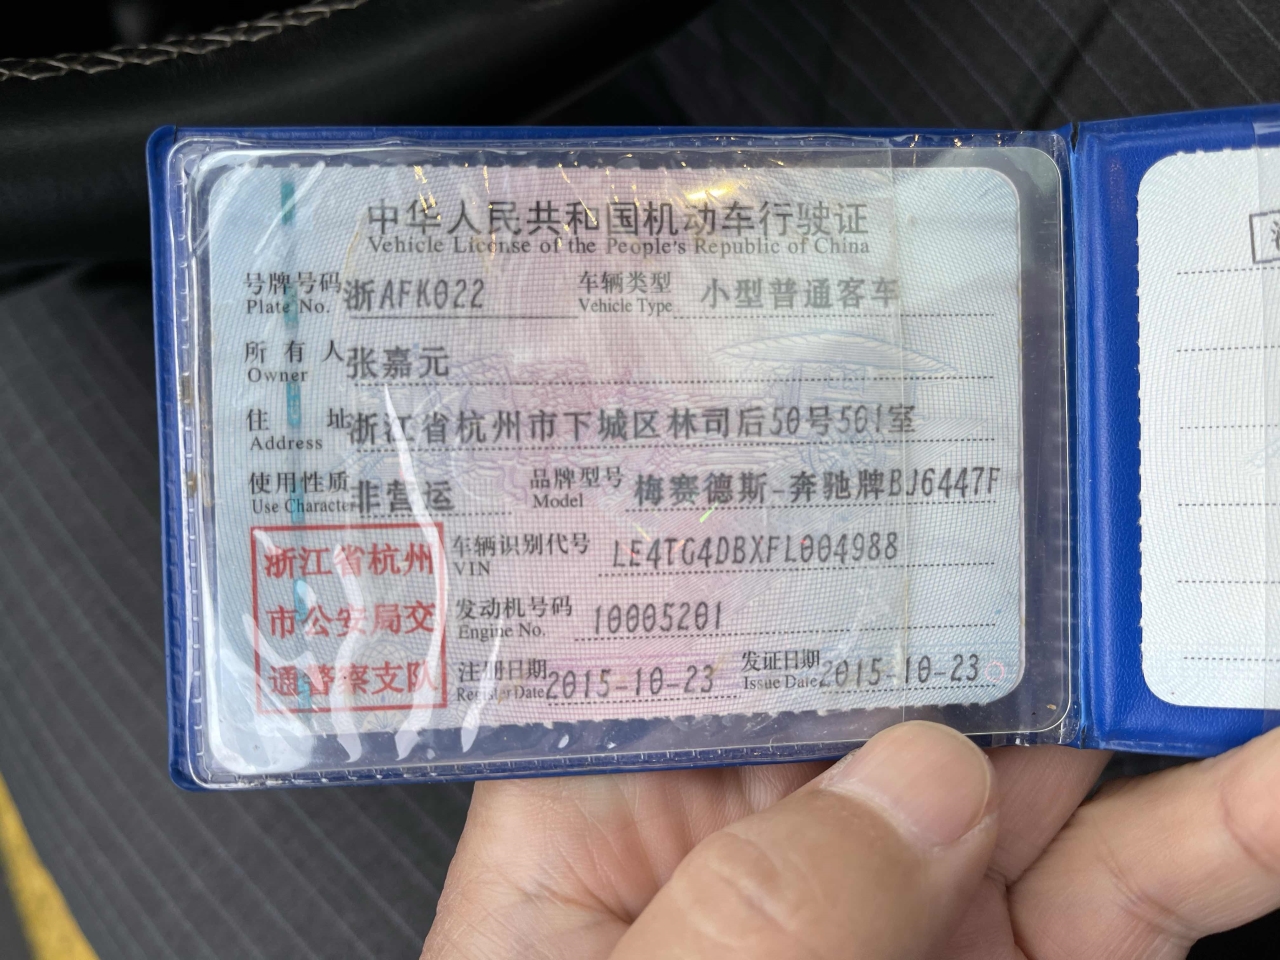 中华人民共和国机动车行驶证
Vehicle License of the People's Republic of China
号牌号码 浙AFK022 车辆类型 小型普通客车
Plate No. Vehicle Type
所有人 张嘉元
Owner
住址 浙江省杭州市下城区林司后50号501室
Address
使用性质 非营运 品牌型号 梅赛德斯-奔驰牌BJ6447F
Use Character Model
浙江省杭州
市公安局交
通警察支队
车辆识别代号 LE4TG4DBXFL004988
VIN
发动机号码 10005201
Engine No.
注册日期 2015-10-23 发证日期 2015-10-23
Register Date Issue Date